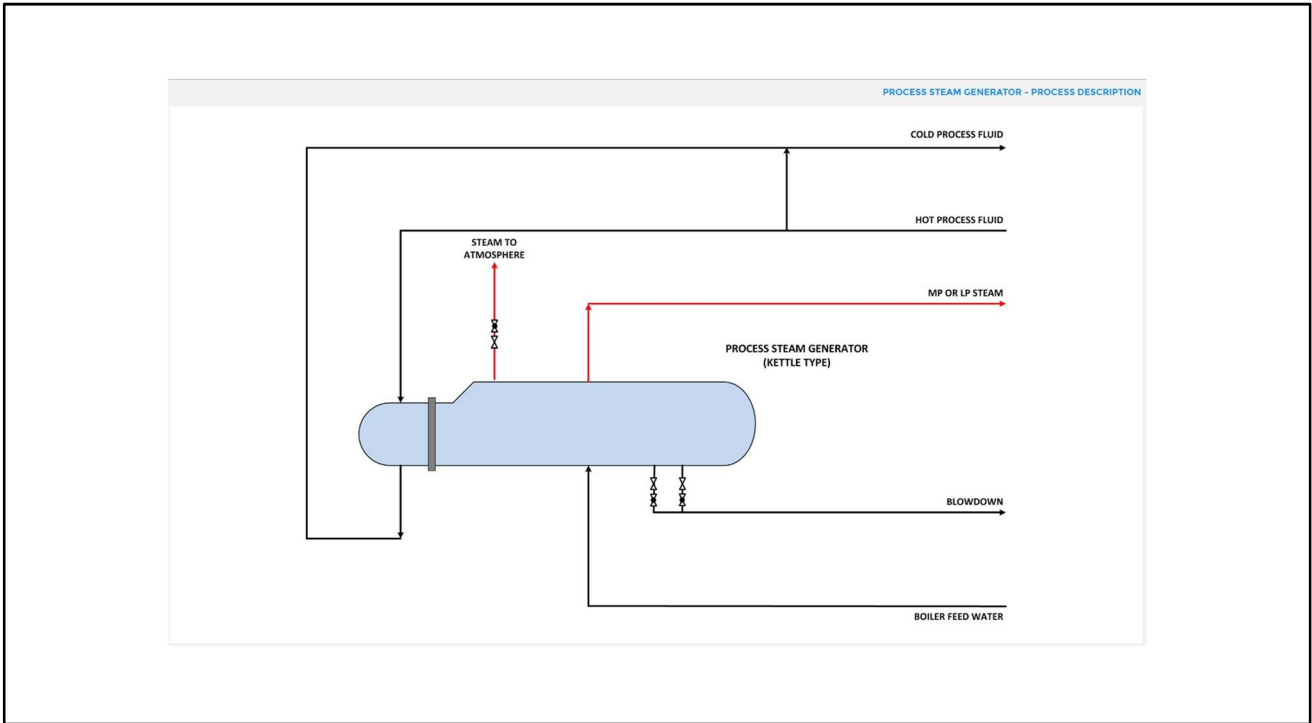 PROCESS STEAM GENERATOR - PROCESS DESCRIPTION
COLD PROCESS FLUID
HOT PROCESS FLUID
STEAM TO
ATMOSPHERE
MP OR LP STEAM
PROCESS STEAM GENERATOR
(KETTLE TYPE)
BLOWDOWN
BOILER FEED WATER